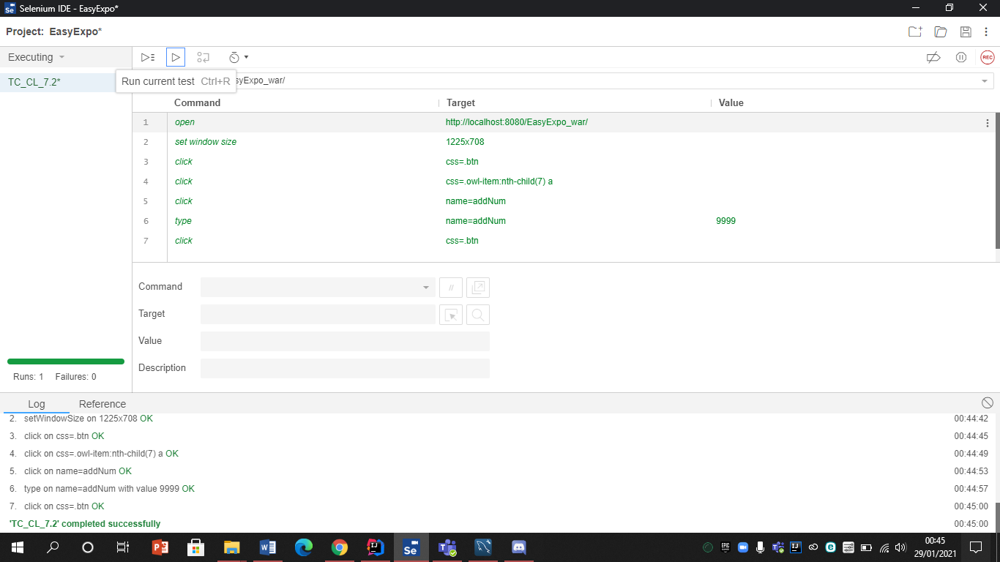 Selenium IDE - EasyExpo*
Project: EasyExpo*
Executing
TC_CL_7.2*
Run current test Ctrl+R
syExpo_war/
REC
Command Target Value
1 open http://localhost:8080/EasyExpo_war/
2 set window size 1225x708
3 click css=.btn
4 click css=.owl-item:nth-child(7) a
5 click name=addNum
6 type name=addNum 9999
7 click css=.btn
Command //
Target
Value
Description
Runs: 1 Failures: 0
Log Reference
2. setWindowSize on 1225x708 OK 00:44:42
3. click on css=.btn OK 00:44:45
4. click on css=.owl-item:nth-child(7) a OK 00:44:49
5. click on name=addNum OK 00:44:53
6. type on name=addNum with value 9999 OK 00:44:57
7. click on css=.btn OK 00:45:00
'TC_CL_7.2' completed successfully 00:45:00
00:45
29/01/2021